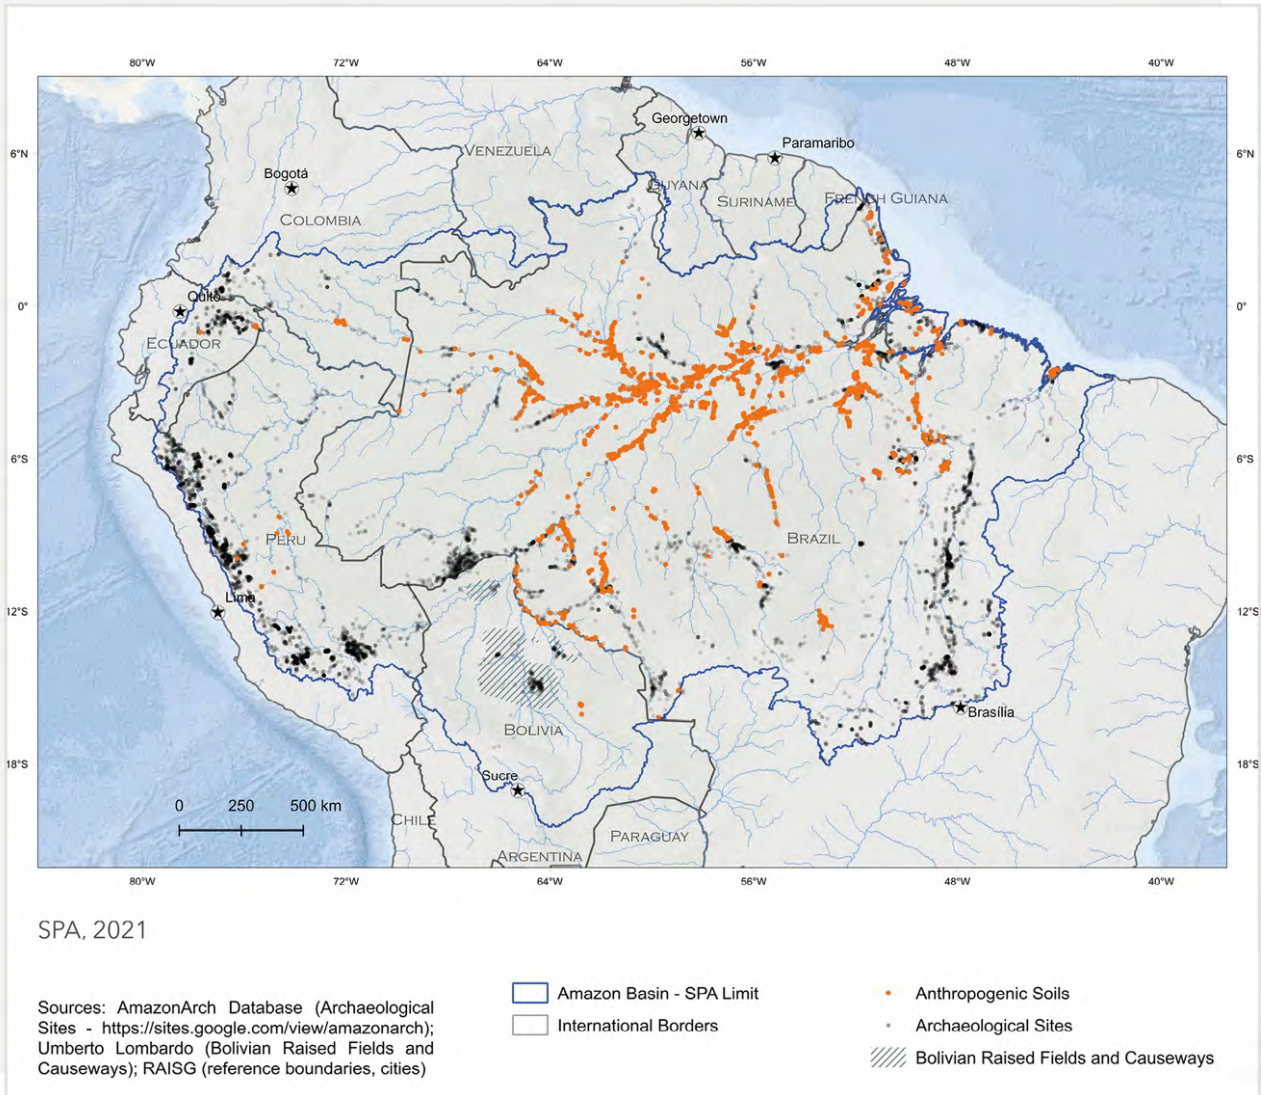 80°W 72°W 64°W 56°W 48°W 40°W
Georgetown
Paramaribo
6°N VENEZUELA 6°N
Bogotá
GUYANA
SURINAME FRENCH GUIANA
COLOMBIA
Quito
0° 0°
ECUADOR
6°S 6°S
PERU BRAZIL
Lima
12°S 12°S
Brasília
BOLIVIA
18°S 18°S
Sucre
0 250 500 km
CHILE
PARAGUAY
ARGENTINA
80°W 72°W 64°W 56°W 48°W 40°W
SPA, 2021
Sources: AmazonArch Database (Archaeological
Sites - https://sites.google.com/view/amazonarch);
Umberto Lombardo (Bolivian Raised Fields and
Causeways); RAISG (reference boundaries, cities)
Amazon Basin - SPA Limit
International Borders
Anthropogenic Soils
Archaeological Sites
Bolivian Raised Fields and Causeways